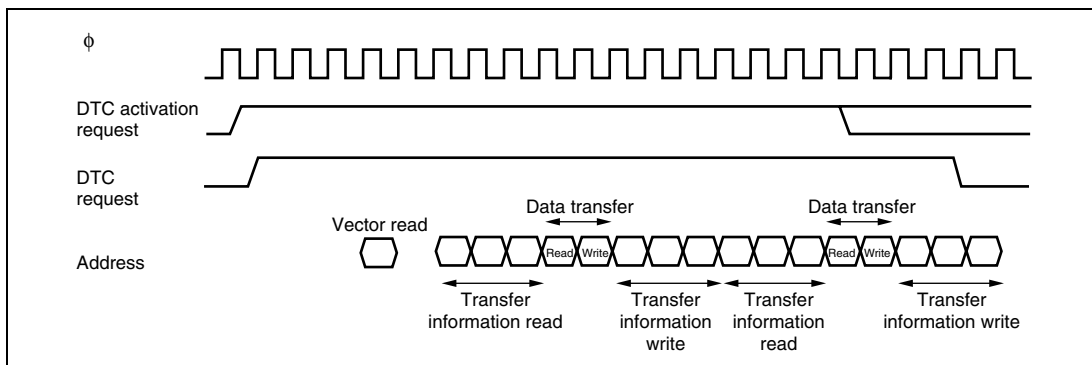 ϕ
DTC activation
request
DTC
request
Data transfer
Data transfer
Vector read
Address
Read
Write
Read
Write
Transfer
information read
Transfer
information
write
Transfer
information
read
Transfer
information write